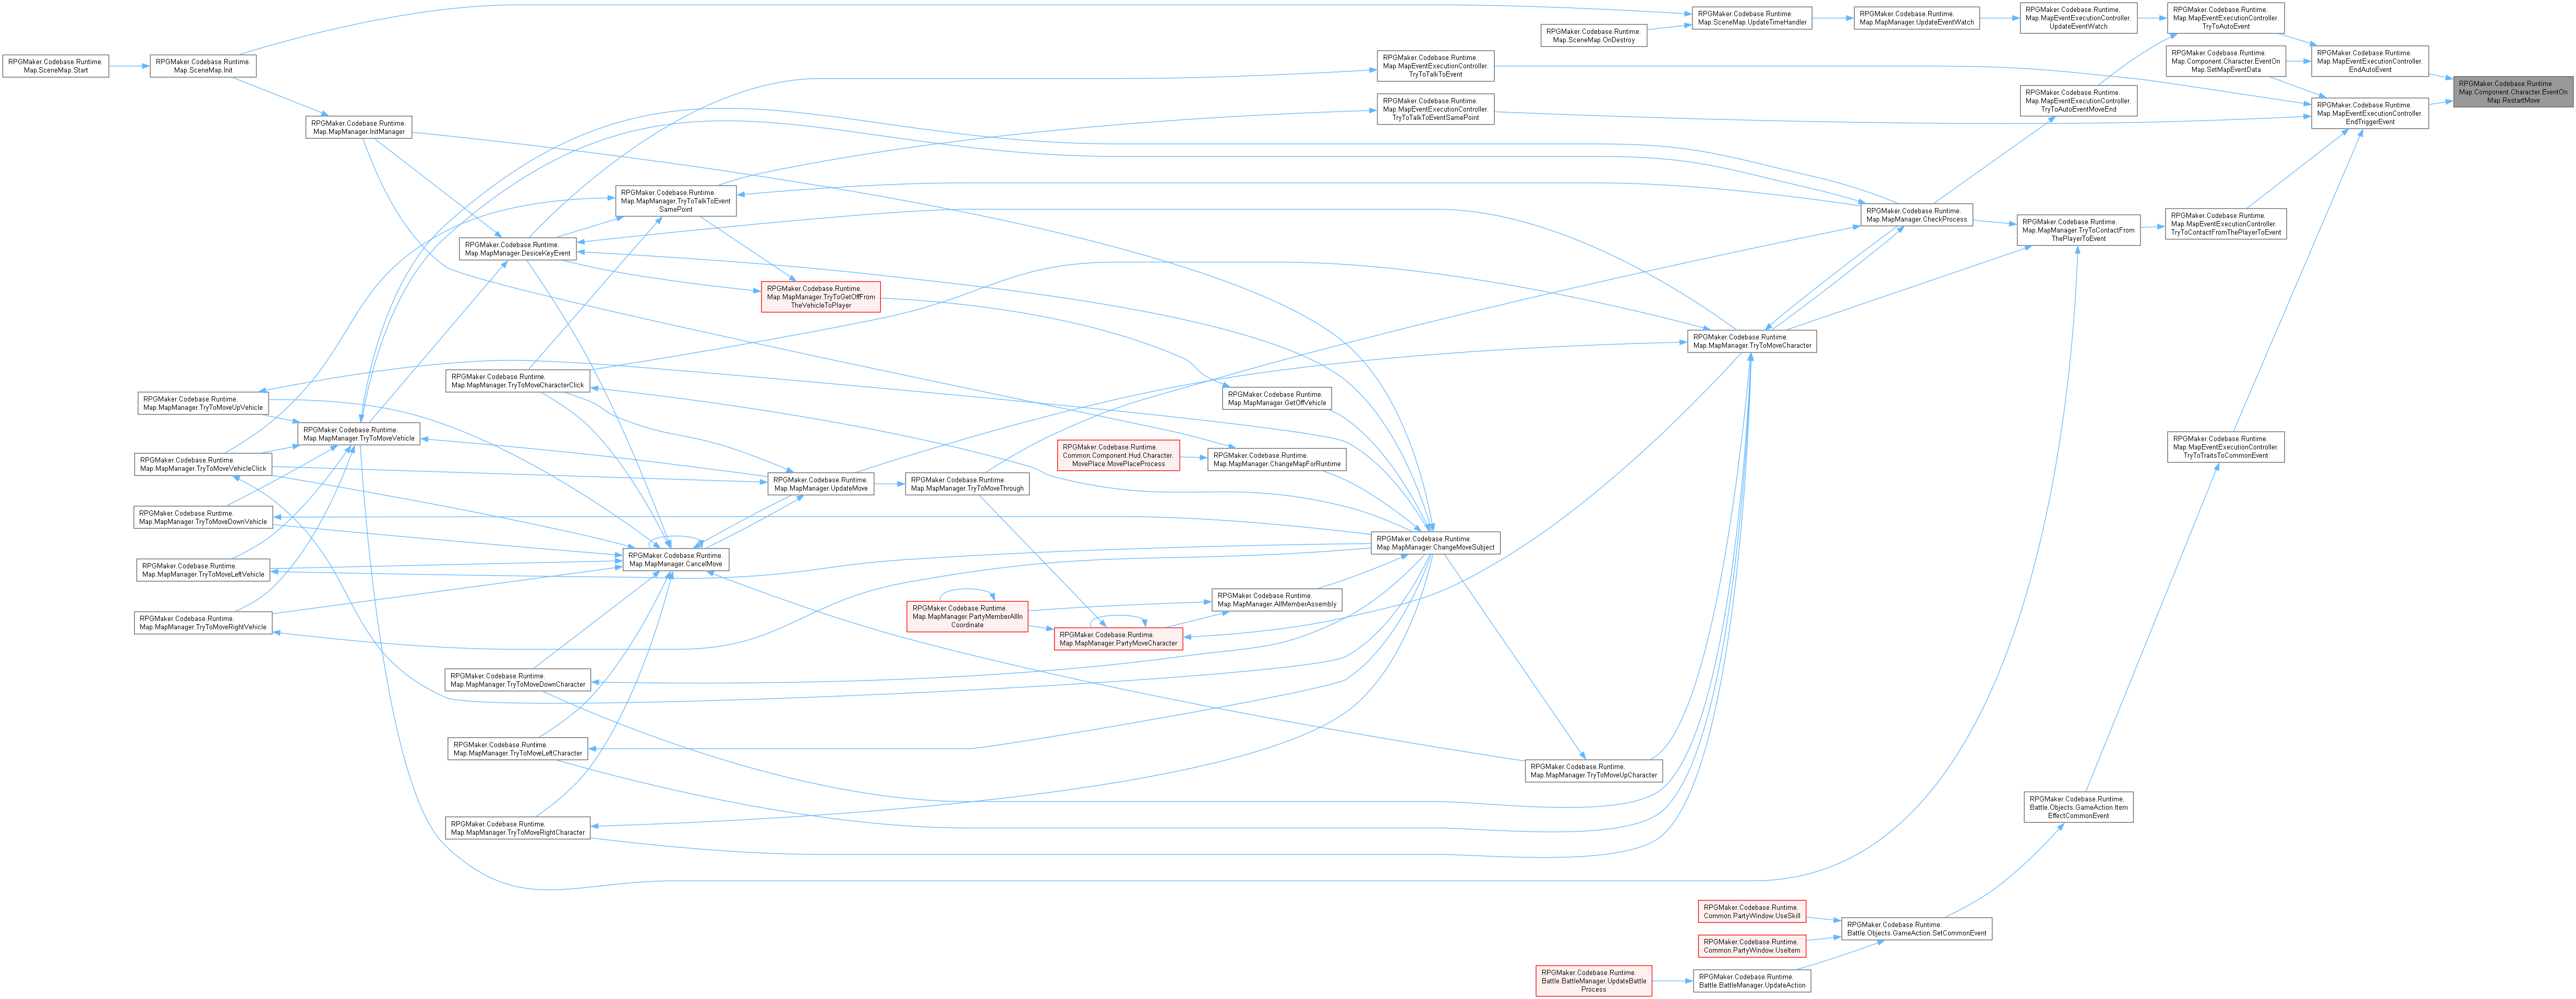 RPGMaker.Codebase.Runtime.
Map.SceneMap.Start
RPGMaker.Codebase.Runtime.
Map.SceneMap.Init
RPGMaker.Codebase.Runtime.
Map.SceneMap.OnDestroy
RPGMaker.Codebase.Runtime.
Map.SceneMap.UpdateTimeHandler
RPGMaker.Codebase.Runtime.
Map.MapManager.UpdateEventWatch
RPGMaker.Codebase.Runtime.
Map.MapEventExecutionController.
UpdateEventWatch
RPGMaker.Codebase.Runtime.
Map.MapEventExecutionController.
TryToAutoEvent
RPGMaker.Codebase.Runtime.
Map.Component.Character.EventOn
Map.SetMapEventData
RPGMaker.Codebase.Runtime.
Map.MapEventExecutionController.
EndAutoEvent
RPGMaker.Codebase.Runtime.
Map.Component.Character.EventOn
Map.RestartMove
RPGMaker.Codebase.Runtime.
Map.MapEventExecutionController.
TryToTalkToEvent
RPGMaker.Codebase.Runtime.
Map.MapEventExecutionController.
TryToTalkToEventSamePoint
RPGMaker.Codebase.Runtime.
Map.MapEventExecutionController.
TryToAutoEventMoveEnd
RPGMaker.Codebase.Runtime.
Map.MapEventExecutionController.
EndTriggerEvent
RPGMaker.Codebase.Runtime.
Map.MapManager.InitManager
RPGMaker.Codebase.Runtime.
Map.MapManager.TryToTalkToEvent
SamePoint
RPGMaker.Codebase.Runtime.
Map.MapManager.CheckProcess
RPGMaker.Codebase.Runtime.
Map.MapManager.TryToContactFrom
ThePlayerToEvent
RPGMaker.Codebase.Runtime.
Map.MapEventExecutionController.
TryToContactFromThePlayerToEvent
RPGMaker.Codebase.Runtime.
Map.MapManager.DesiceKeyEvent
RPGMaker.Codebase.Runtime.
Map.MapManager.TryToGetOffFrom
TheVehicleToPlayer
RPGMaker.Codebase.Runtime.
Map.MapManager.TryToMoveCharacter
RPGMaker.Codebase.Runtime.
Map.MapManager.TryToMoveCharacterClick
RPGMaker.Codebase.Runtime.
Map.MapManager.GetOffVehicle
RPGMaker.Codebase.Runtime.
Map.MapManager.TryToMoveUpVehicle
RPGMaker.Codebase.Runtime.
Map.MapManager.TryToMoveVehicle
RPGMaker.Codebase.Runtime.
Common.Component.Hud.Character.
MovePlace.MovePlaceProcess
RPGMaker.Codebase.Runtime.
Map.MapManager.ChangeMapForRuntime
RPGMaker.Codebase.Runtime.
Map.MapEventExecutionController.
TryToTraitsToCommonEvent
RPGMaker.Codebase.Runtime.
Map.MapManager.TryToMoveVehicleClick
RPGMaker.Codebase.Runtime.
Map.MapManager.UpdateMove
RPGMaker.Codebase.Runtime.
Map.MapManager.TryToMoveThrough
RPGMaker.Codebase.Runtime.
Map.MapManager.TryToMoveDownVehicle
RPGMaker.Codebase.Runtime.
Map.MapManager.ChangeMoveSubject
RPGMaker.Codebase.Runtime.
Map.MapManager.CancelMove
RPGMaker.Codebase.Runtime.
Map.MapManager.TryToMoveLeftVehicle
RPGMaker.Codebase.Runtime.
Map.MapManager.AllMemberAssembly
RPGMaker.Codebase.Runtime.
Map.MapManager.PartyMemberAllIn
Coordinate
RPGMaker.Codebase.Runtime.
Map.MapManager.TryToMoveRightVehicle
RPGMaker.Codebase.Runtime.
Map.MapManager.PartyMoveCharacter
RPGMaker.Codebase.Runtime.
Map.MapManager.TryToMoveDownCharacter
RPGMaker.Codebase.Runtime.
Map.MapManager.TryToMoveLeftCharacter
RPGMaker.Codebase.Runtime.
Map.MapManager.TryToMoveUpCharacter
RPGMaker.Codebase.Runtime.
Battle.Objects.GameAction.Item
EffectCommonEvent
RPGMaker.Codebase.Runtime.
Map.MapManager.TryToMoveRightCharacter
RPGMaker.Codebase.Runtime.
Common.PartyWindow.UseSkill
RPGMaker.Codebase.Runtime.
Battle.Objects.GameAction.SetCommonEvent
RPGMaker.Codebase.Runtime.
Common.PartyWindow.UseItem
RPGMaker.Codebase.Runtime.
Battle.BattleManager.UpdateBattle
Process
RPGMaker.Codebase.Runtime.
Battle.BattleManager.UpdateAction